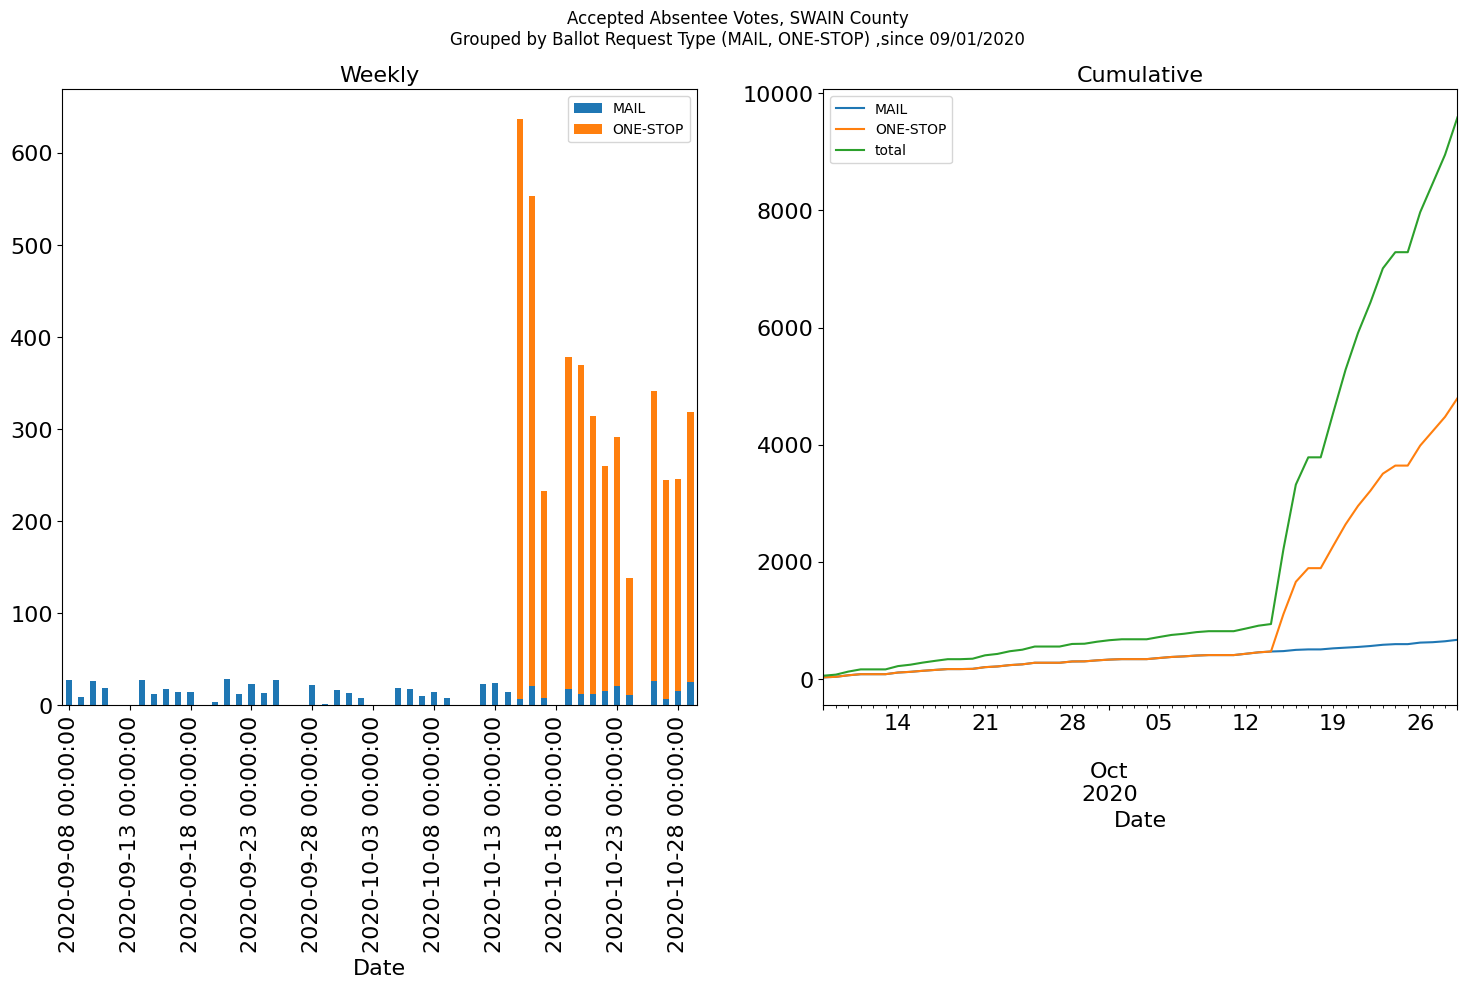 Accepted Absentee Votes, SWAIN County
Grouped by Ballot Request Type (MAIL, ONE-STOP) ,since 09/01/2020
Weekly
MAIL
ONE-STOP
600
500
400
300
200
100
0
2020-09-08 00:00:00
2020-09-13 00:00:00
2020-09-18 00:00:00
2020-09-23 00:00:00
2020-09-28 00:00:00
2020-10-03 00:00:00
2020-10-08 00:00:00
2020-10-13 00:00:00
2020-10-18 00:00:00
2020-10-23 00:00:00
2020-10-28 00:00:00
Date
Cumulative
MAIL
ONE-STOP
total
10000
8000
6000
4000
2000
0
14 21 28 05 12 19 26
Oct
2020
Date